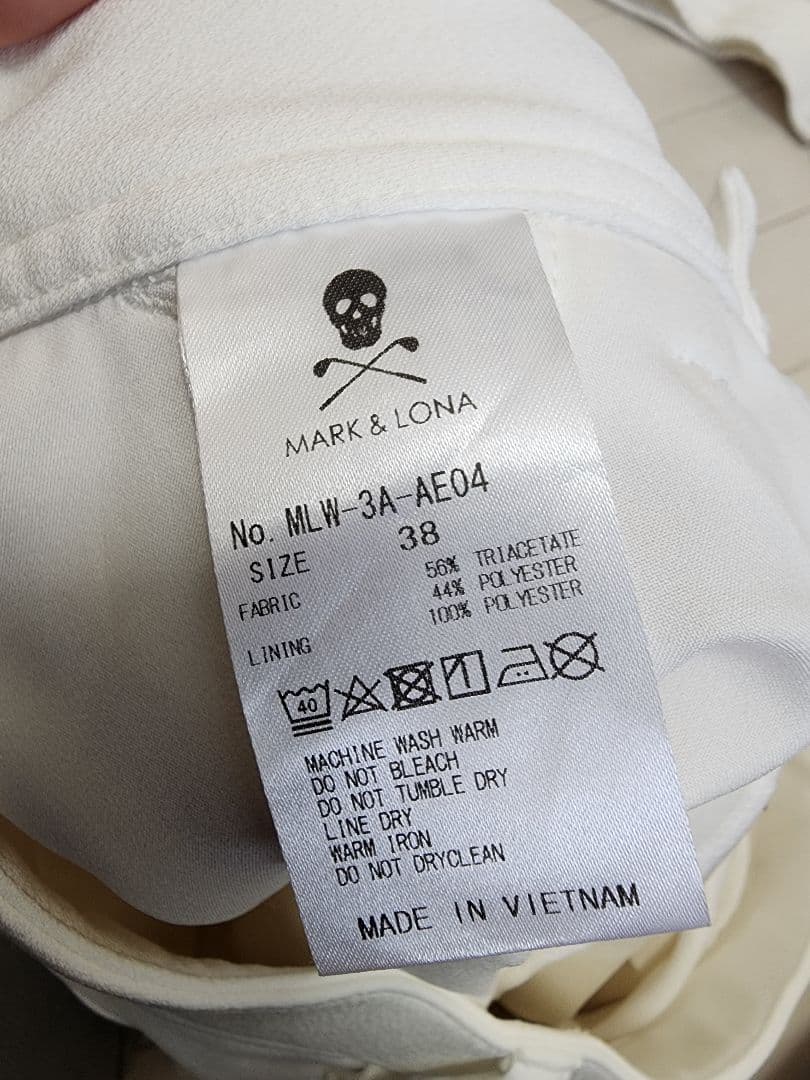 MARK & LONA
No. MLW-3A-AE04
SIZE 38
FABRIC 56% TRIACETATE
44% POLYESTER
LINING 100% POLYESTER
40
MACHINE WASH WARM
DO NOT BLEACH
DO NOT TUMBLE DRY
LINE DRY
WARM IRON
DO NOT DRYCLEAN
MADE IN VIETNAM